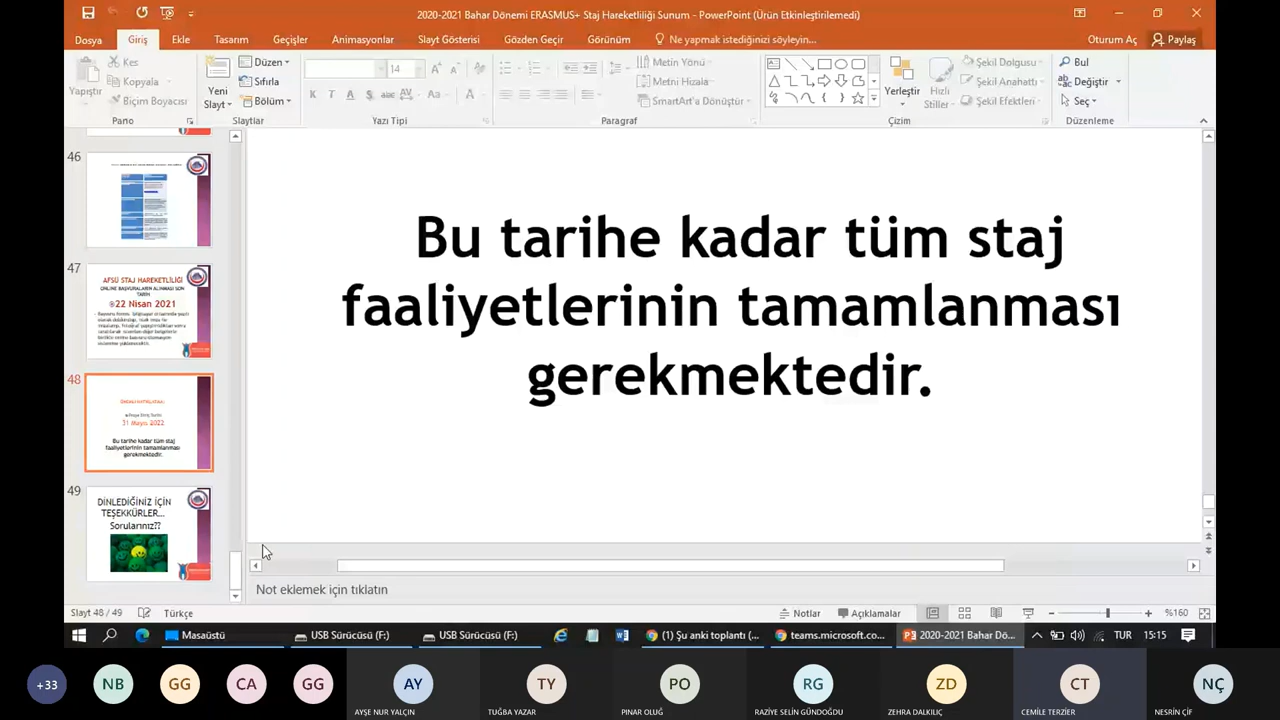 2020-2021 Bahar Dönemi ERASMUS+ Staj Hareketliliği Sunum - PowerPoint (Ürün Etkinleştirilemedi)
Dosya Giriş Ekle Tasarım Geçişler Animasyonlar Slayt Gösterisi Gözden Geçir Görünüm Ne yapmak istediğinizi söyleyin... Oturum Aç Paylaş
Yapıştır
Kes
Kopyala
Biçim Boyacısı
Pano
Yeni
Slayt
Düzen
Sıfırla
Bölüm
Slaytlar
14
Yazı Tipi
Metin Yönü
Metni Hizala
SmartArt'a Dönüştür
Paragraf
Yerleştir
Hızlı
Stiller
Şekil Dolgusu
Şekil Anahattı
Şekil Efektleri
Çizim
Bul
Değiştir
Seç
Düzenleme
46
47
AFSÜ STAJ HAREKETLİLİĞİ
ONLINE BAŞVURULARIN ALINMASI SON
TARİH
22 Nisan 2021
48
Proje Bitiş Tarihi
31 Mayıs 2022
Bu tarihe kadar tüm staj
faaliyetlerinin tamamlanması
gerekmektedir.
49
DİNLEDİĞİNİZ İÇİN
TEŞEKKÜRLER...
Sorularınız??
Bu tarihe kadar tüm staj
faaliyetlerinin tamamlanması
gerekmektedir.
Not eklemek için tıklatın
Slayt 48 / 49 Türkçe Notlar Açıklamalar %160
Masaüstü USB Sürücüsü (F:) USB Sürücüsü (F:) (1) Şu anki toplantı (... teams.microsoft.co... 2020-2021 Bahar Dö... TUR 15:15
+33 NB GG CA GG AY TY PO RG ZD CT NÇ
AYŞE NUR YALÇIN TUĞBA YAZAR PINAR OLUĞ RAZİYE SELİN GÜNDOĞDU ZEHRA DALKILIÇ CEMİLE TERZİER NESRİN ÇİF